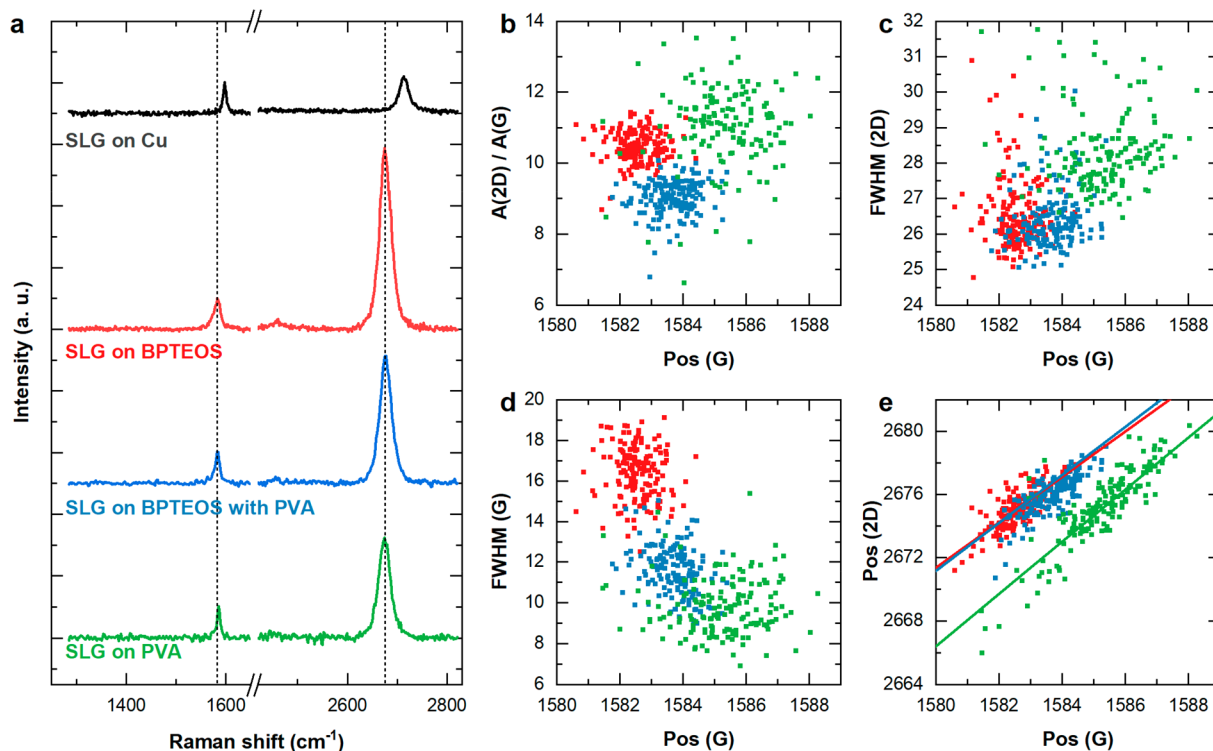 a
Intensity (a. u.)
SLG on Cu
SLG on BPTEOS
SLG on BPTEOS with PVA
SLG on PVA
1400 1600 2600 2800
Raman shift (cm⁻¹)
b
A(2D) / A(G)
14
12
10
8
6
1580 1582 1584 1586 1588
Pos (G)
c
FWHM (2D)
32
31
30
29
28
27
26
25
24
1580 1582 1584 1586 1588
Pos (G)
d
FWHM (G)
20
18
16
14
12
10
8
6
1580 1582 1584 1586 1588
Pos (G)
e
Pos (2D)
2680
2676
2672
2668
2664
1580 1582 1584 1586 1588
Pos (G)